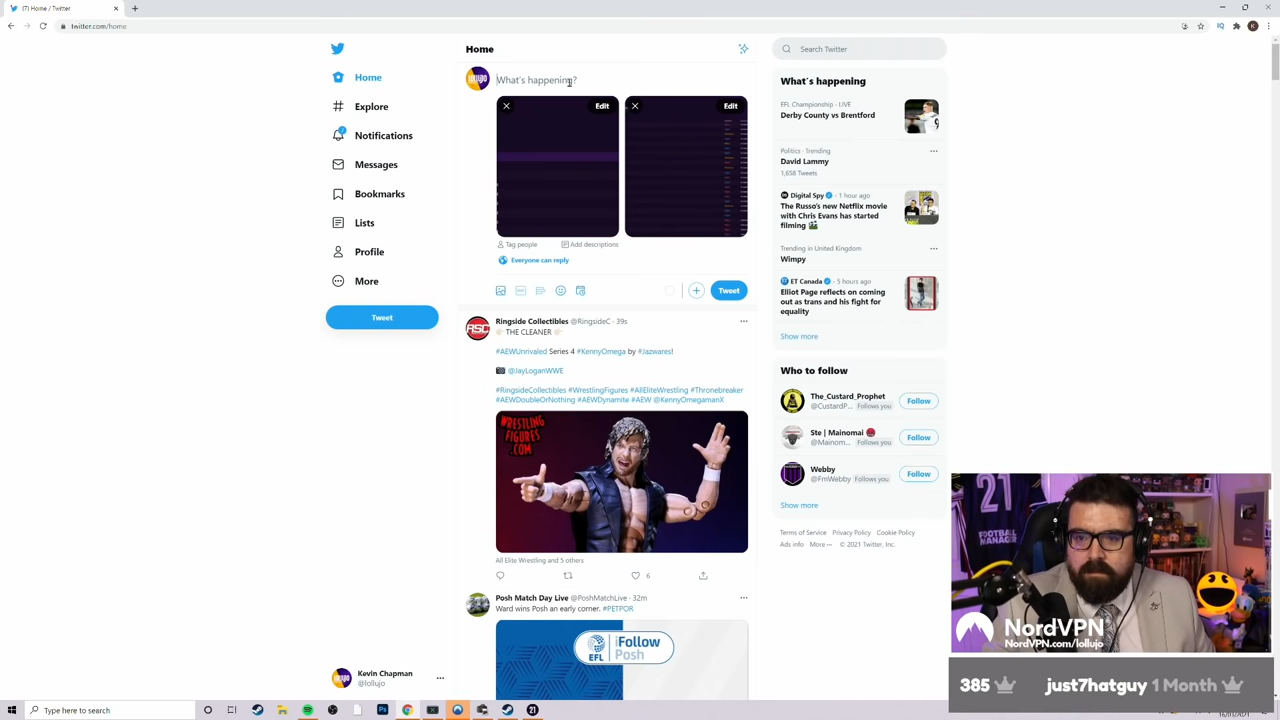 (7) Home / Twitter
twitter.com/home
Home
Explore
Notifications
Messages
Bookmarks
Lists
Profile
More
Tweet
Kevin Chapman
@lollujo
Home
What's happening?
Edit
Edit
Tag people
Add descriptions
Everyone can reply
Tweet
Ringside Collectibles @RingsideC · 39s
THE CLEANER
#AEWUnrivaled Series 4 #KennyOmega by #Jazwares!
@JayLoganWWE
#RingsideCollectibles #WrestlingFigures #AllEliteWrestling #Thronebreaker
#AEWDoubleOrNothing #AEWDynamite #AEW @KennyOmegamanX
WRESTLING
FIGURES
.COM
All Elite Wrestling and 5 others
6
Posh Match Day Live @PoshMatchLive · 32m
Ward wins Posh an early corner. #PETPOR
EFL
iFollow
Posh
Search Twitter
What's happening
EFL Championship · LIVE
Derby County vs Brentford
Politics · Trending
David Lammy
1,658 Tweets
Digital Spy · 1 hour ago
The Russo's new Netflix movie
with Chris Evans has started
filming
Trending in United Kingdom
Wimpy
ET Canada · 5 hours ago
Elliot Page reflects on coming
out as trans and his fight for
equality
Show more
Who to follow
The_Custard_Prophet
@CustardP... Follows you
Follow
Ste | Mainomai
@Mainom... Follows you
Follow
Webby
@FmWebby Follows you
Follow
Show more
Terms of Service Privacy Policy Cookie Policy
Ads info More ··· © 2021 Twitter, Inc.
21
FOOTBALL
MANAGER
NordVPN
NordVPN.com/lollujo
385
just7hatguy 1 Month
Type here to search
21